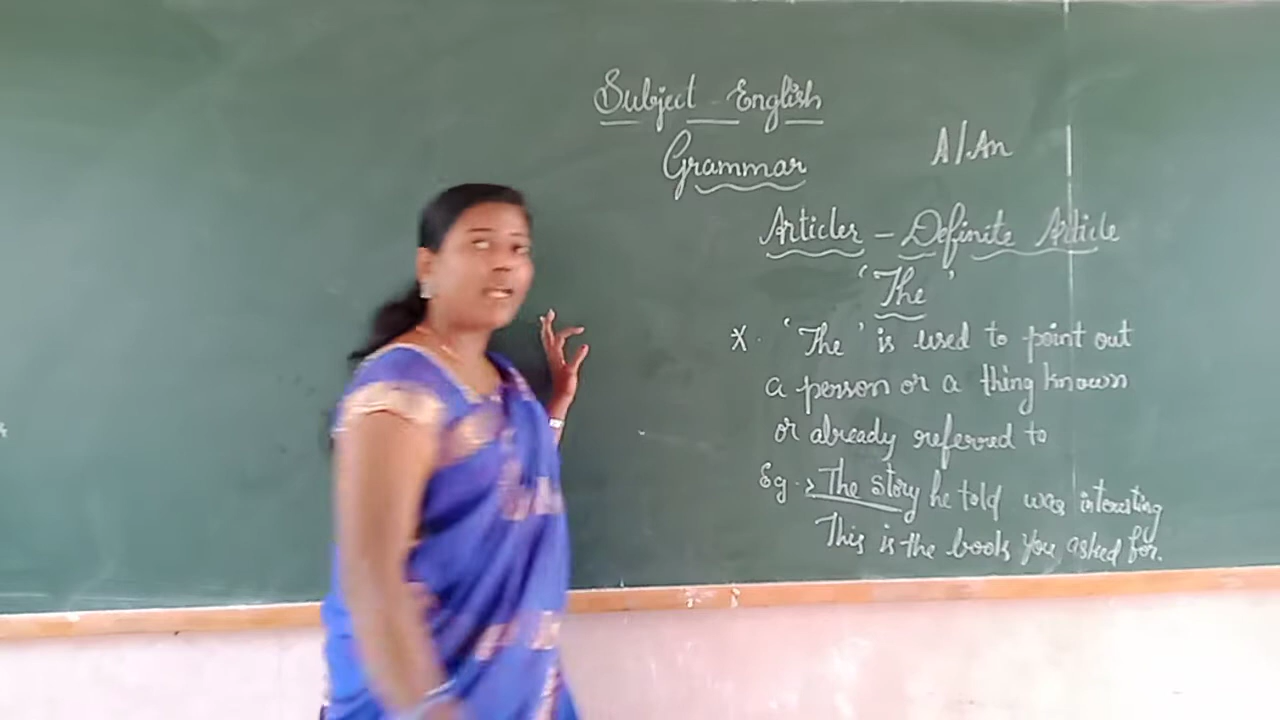 Subject - English
Grammar
A/An
Articles - Definite Article
'The'
x. 'The' is used to point out
a person or a thing known
or already referred to
Eg -> The story he told was interesting
This is the book you asked for.